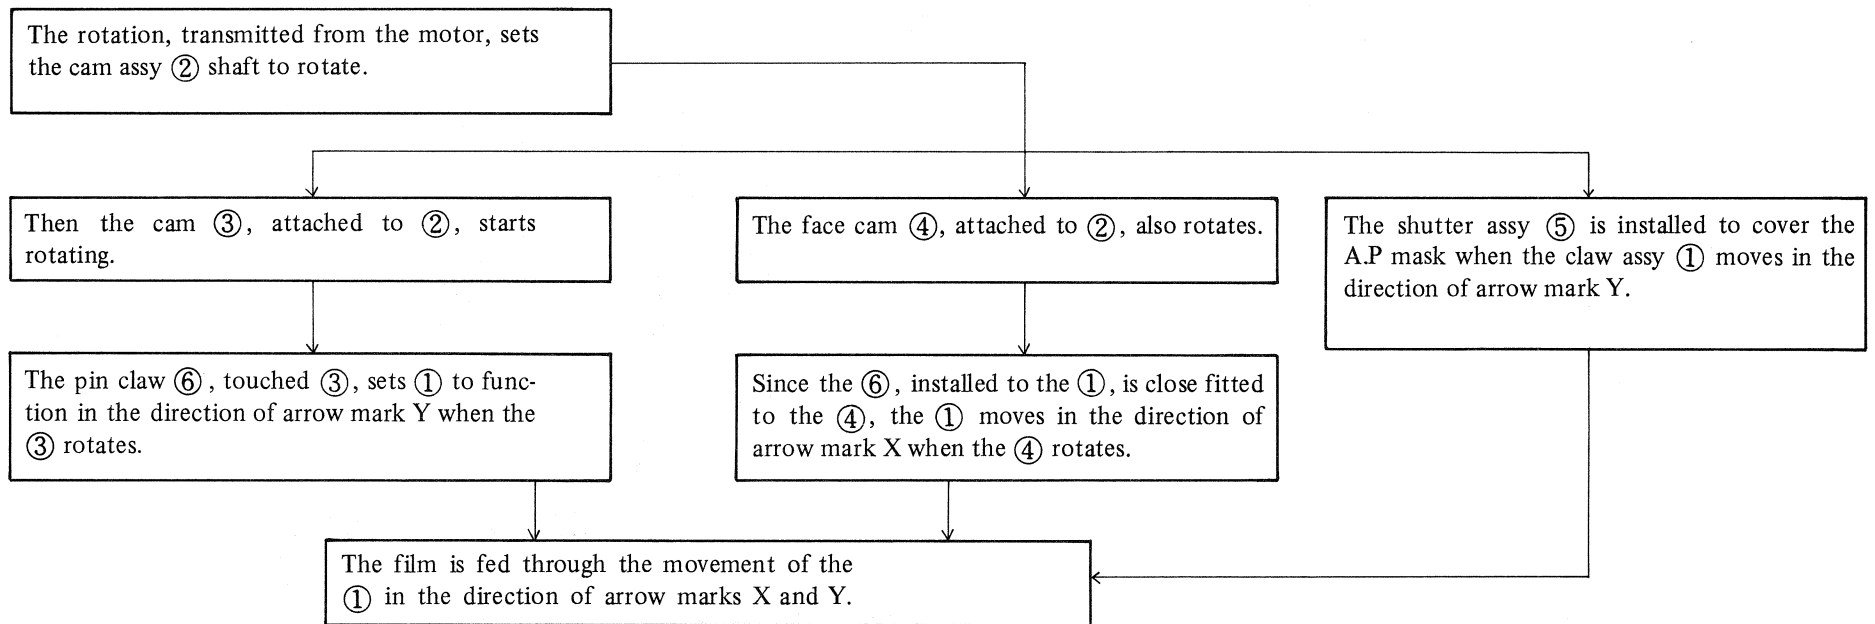 The rotation, transmitted from the motor, sets
the cam assy ② shaft to rotate.
Then the cam ③, attached to ②, starts
rotating.
The face cam ④, attached to ②, also rotates.
The shutter assy ⑤ is installed to cover the
A.P mask when the claw assy ① moves in the
direction of arrow mark Y.
The pin claw ⑥, touched ③, sets ① to func-
tion in the direction of arrow mark Y when the
③ rotates.
Since the ⑥, installed to the ①, is close fitted
to the ④, the ① moves in the direction of
arrow mark X when the ④ rotates.
The film is fed through the movement of the
① in the direction of arrow marks X and Y.